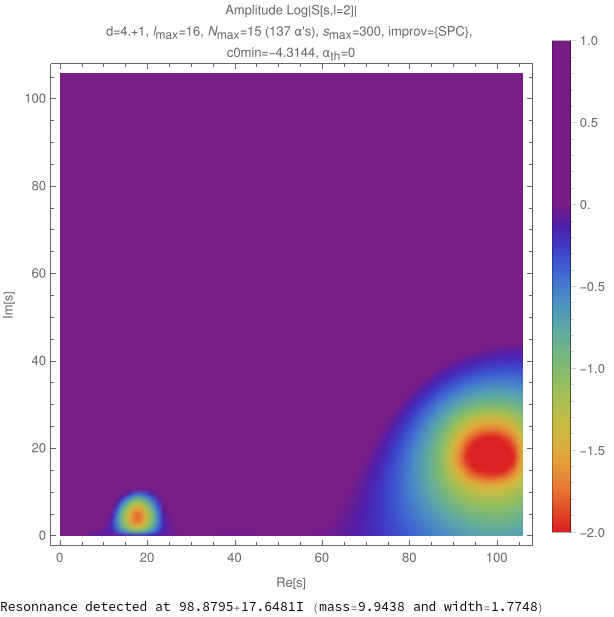 Amplitude Log|S[s,l=2]|
d=4.+1, lmax=16, Nmax=15 (137 α's), smax=300, improv={SPC},
c0min=−4.3144, αth=0
1.0
0.5
0.
−0.5
−1.0
−1.5
−2.0
100
80
60
40
20
0
Im[s]
0 20 40 60 80 100
Re[s]
Resonnance detected at 98.8795+17.6481I (mass=9.9438 and width=1.7748)